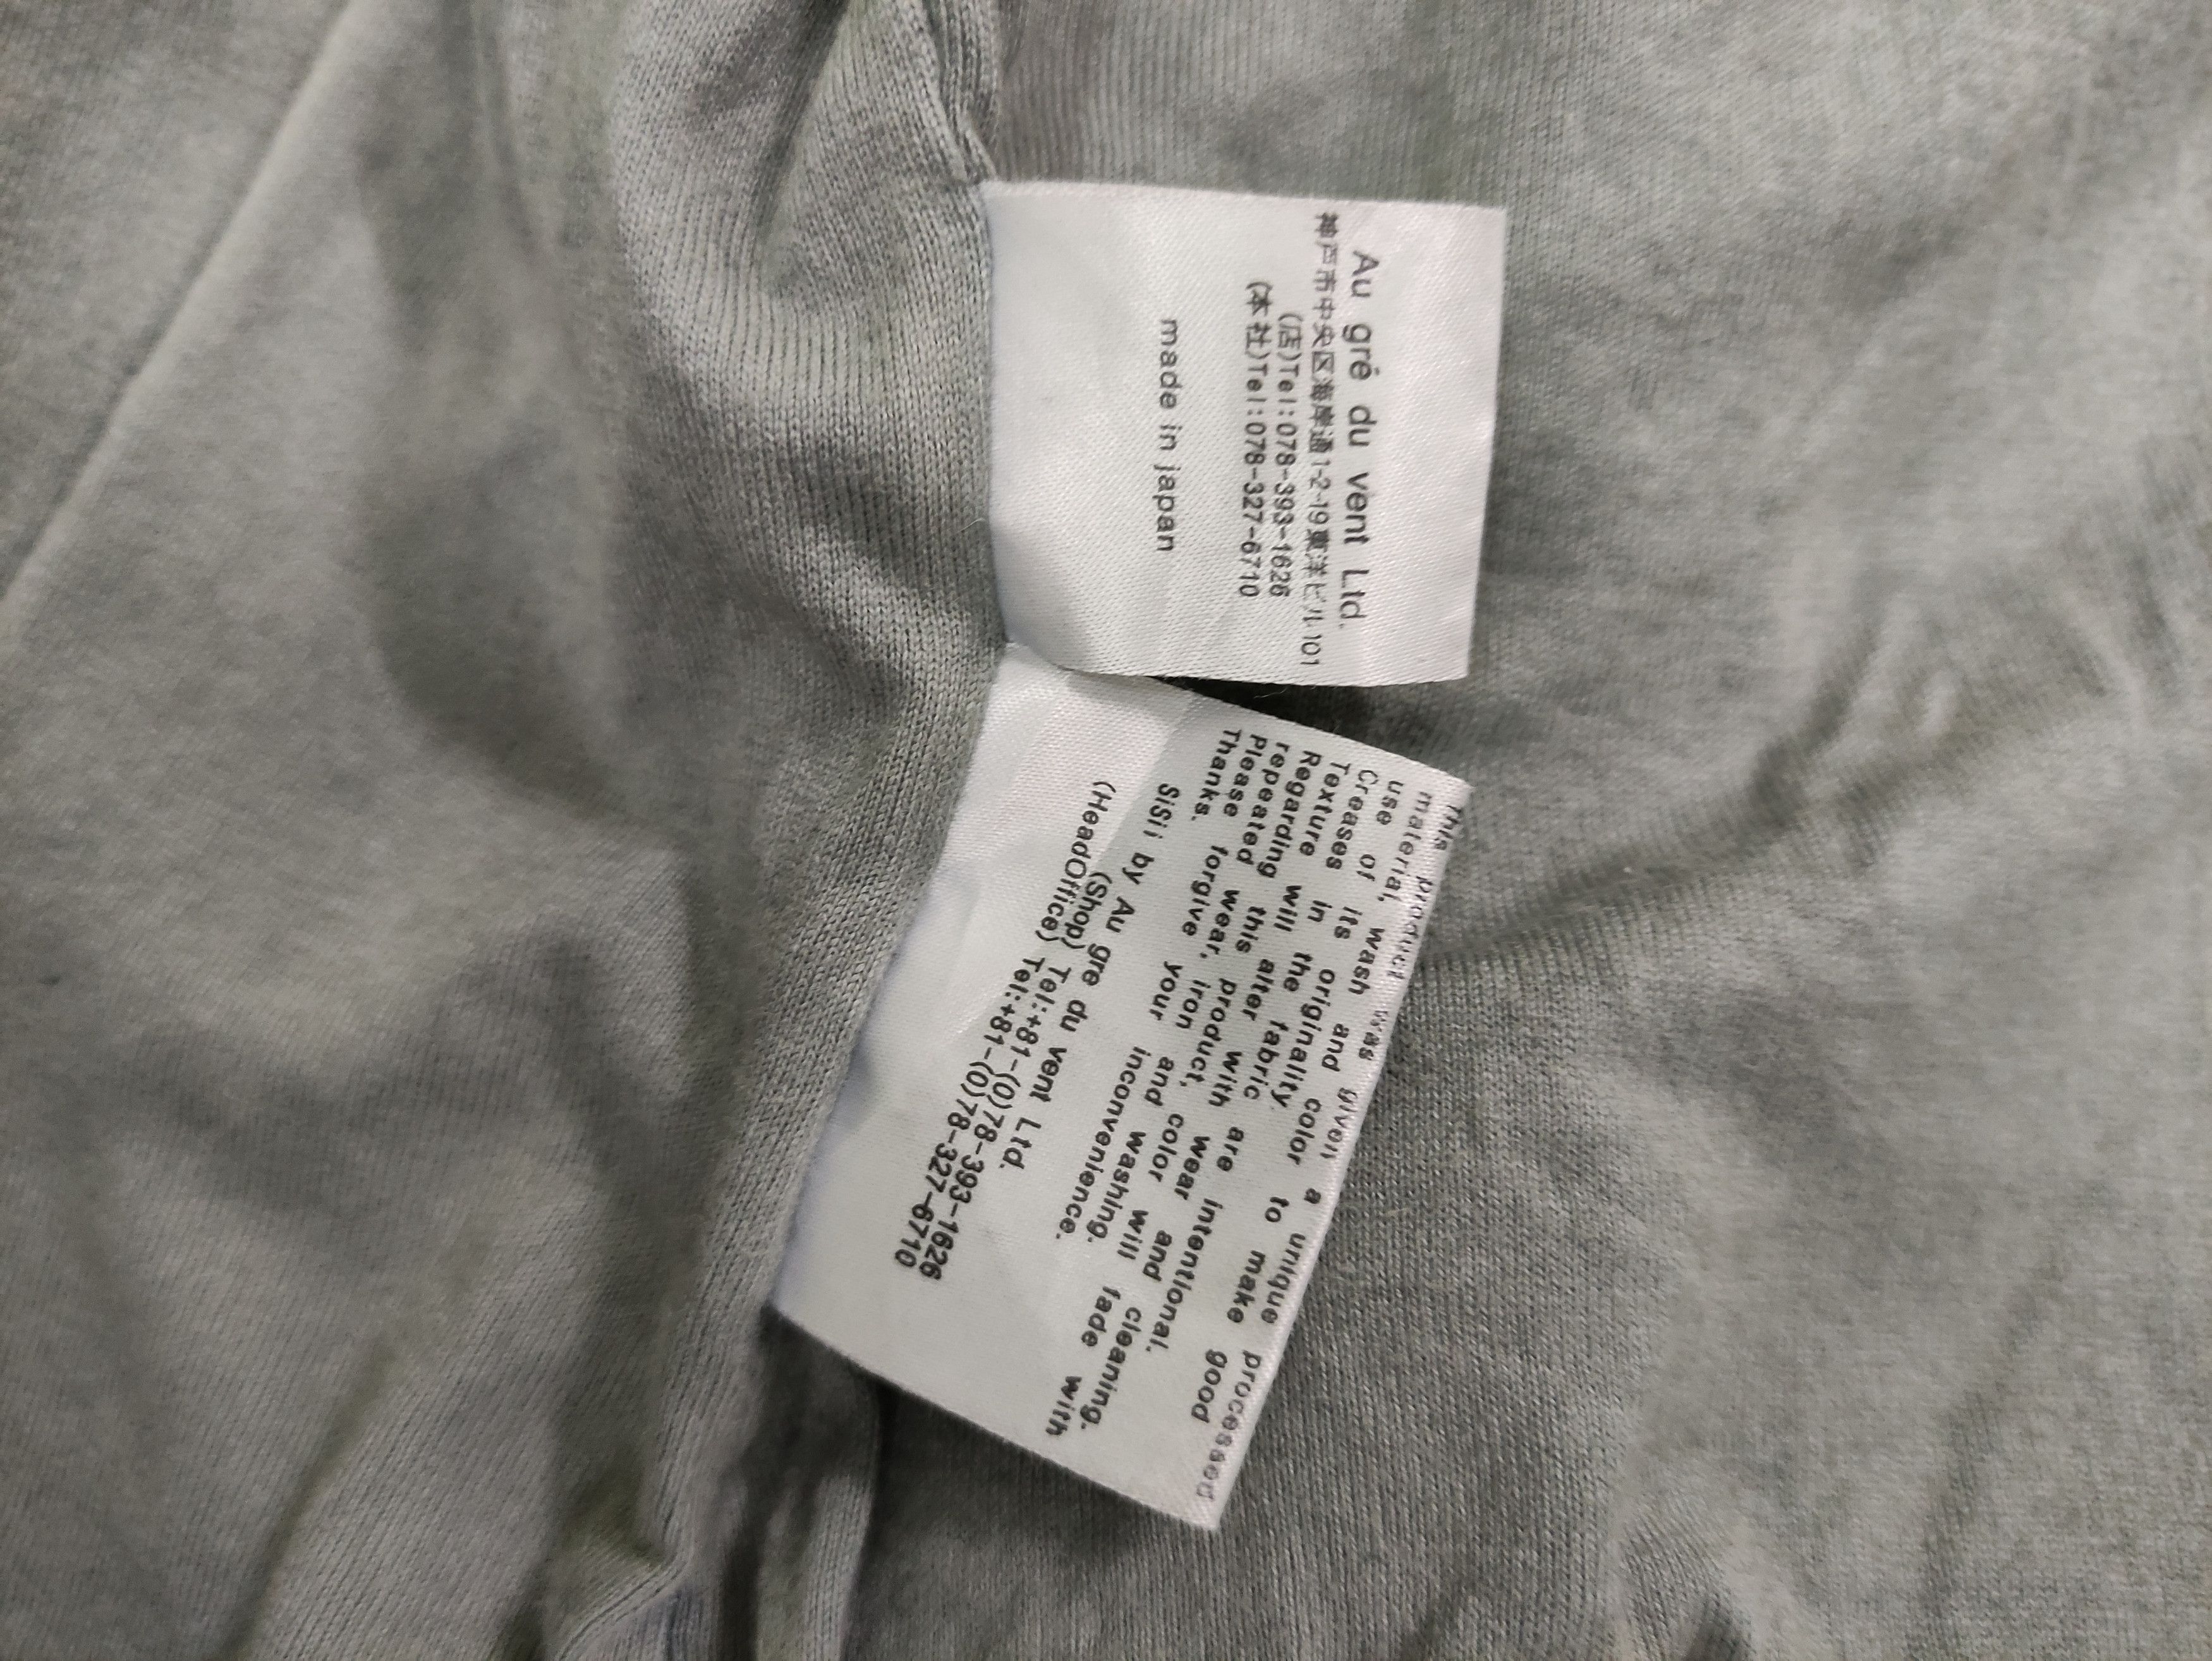 Au gré du vent Ltd.
神戸市中央区海岸通1-2-19東洋ビル101
(店)Tel:078-393-1626
(本社)Tel:078-327-6710
made in japan
This product was given a unique processed
material, wash and color to make good
use of its originality.
Creases in the fabric are intentional.
Texture will alter with wear and cleaning.
Regarding this product, color will fade with
repeated wear, iron and washing.
Please forgive your inconvenience.
Thanks.
SiSii by Au gre du vent Ltd.
(Shop) Tel:+81-(0)78-393-1626
(HeadOffice) Tel:+81-(0)78-327-6710